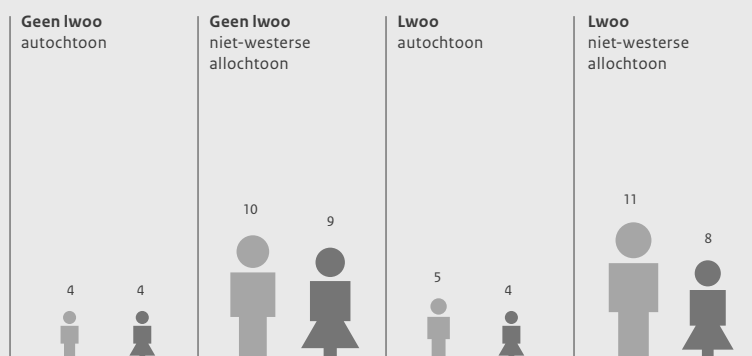 Geen lwoo
autochtoon
4
4
Geen lwoo
niet-westerse
allochtoon
10
9
Lwoo
autochtoon
5
4
Lwoo
niet-westerse
allochtoon
11
8